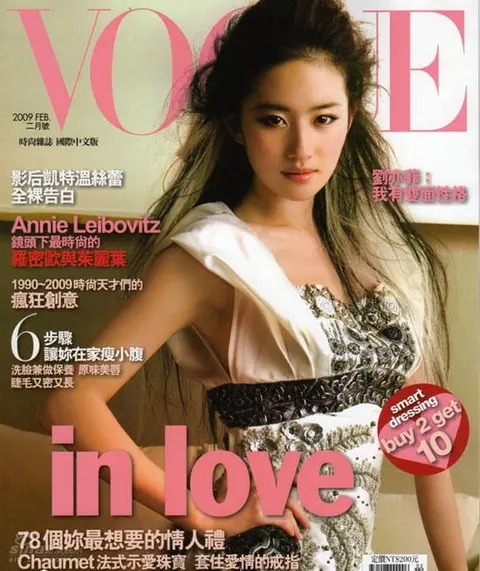 VOGUE
2009 FEB.
二月號
時尚雜誌 國際中文版
影后凱特溫絲蕾
全裸告白
劉亦菲：
我有雙面性格
Annie Leibovitz
鏡頭下最時尚的
羅密歐與茱麗葉
1990~2009時尚天才們的
瘋狂創意
6步驟
讓妳在家瘦小腹
洗臉兼做保養 原味美唇
睫毛又密又長
smart
dressing
buy 2 get
10
in love
78個妳最想要的情人禮
Chaumet法式示愛珠寶 套住愛情的戒指
定價NT$200元